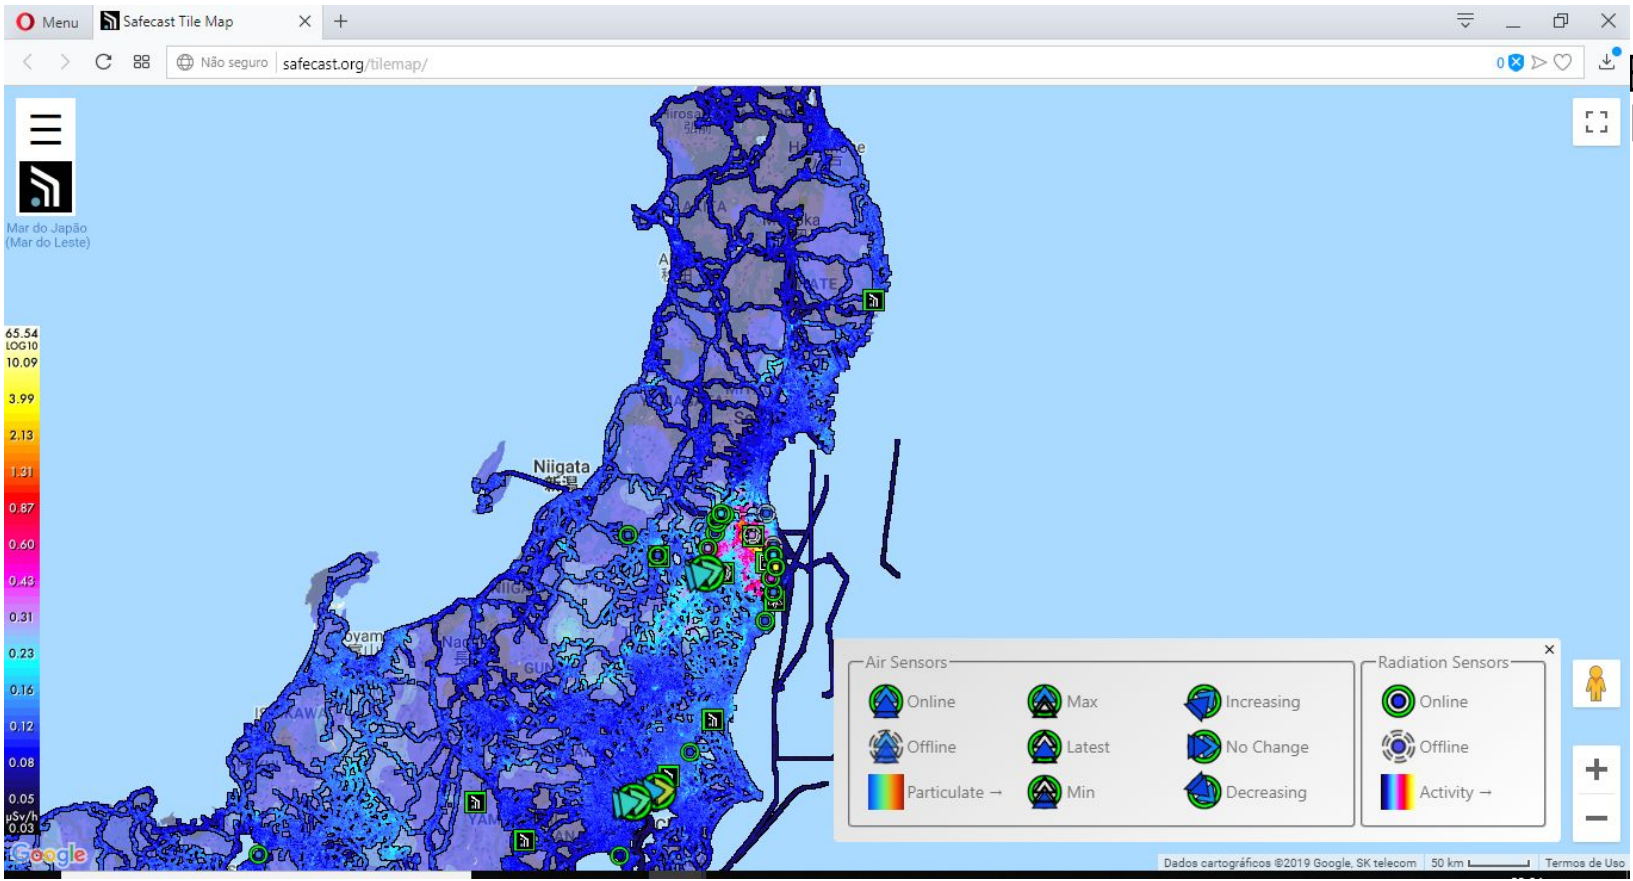 Menu
Safecast Tile Map
Não seguro
safecast.org/tilemap/
0
Mar do Japão
(Mar do Leste)
65.54
LOG10
10.09
3.99
2.13
1.31
0.87
0.60
0.43
0.31
0.23
0.16
0.12
0.08
0.05
μSv/h
0.03
Niigata
新潟
ISHIKAWA
Google
Air Sensors
Online
Max
Increasing
Offline
Latest
No Change
Particulate →
Min
Decreasing
Radiation Sensors
Online
Offline
Activity →
Dados cartográficos ©2019 Google, SK telecom
50 km
Termos de Uso